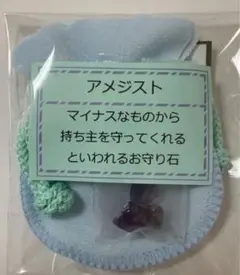 アメジスト
マイナスなものから
持ち主を守ってくれる
といわれるお守り石